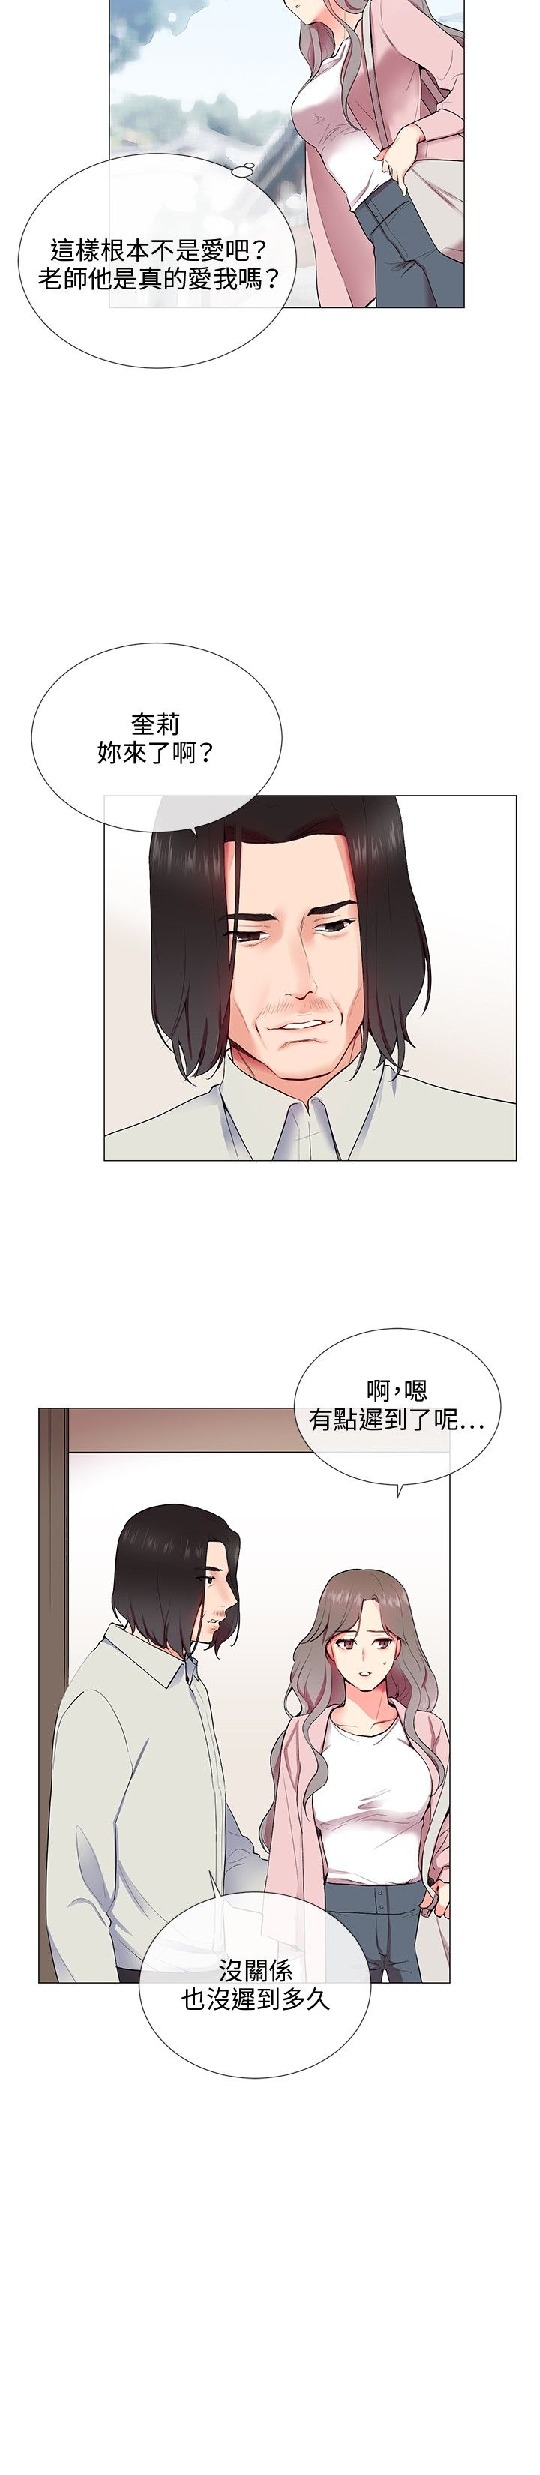 這樣根本不是愛吧？
老師他是真的愛我嗎？
奎莉
妳來了啊？
啊，嗯
有點遲到了呢...
沒關係
也沒遲到多久